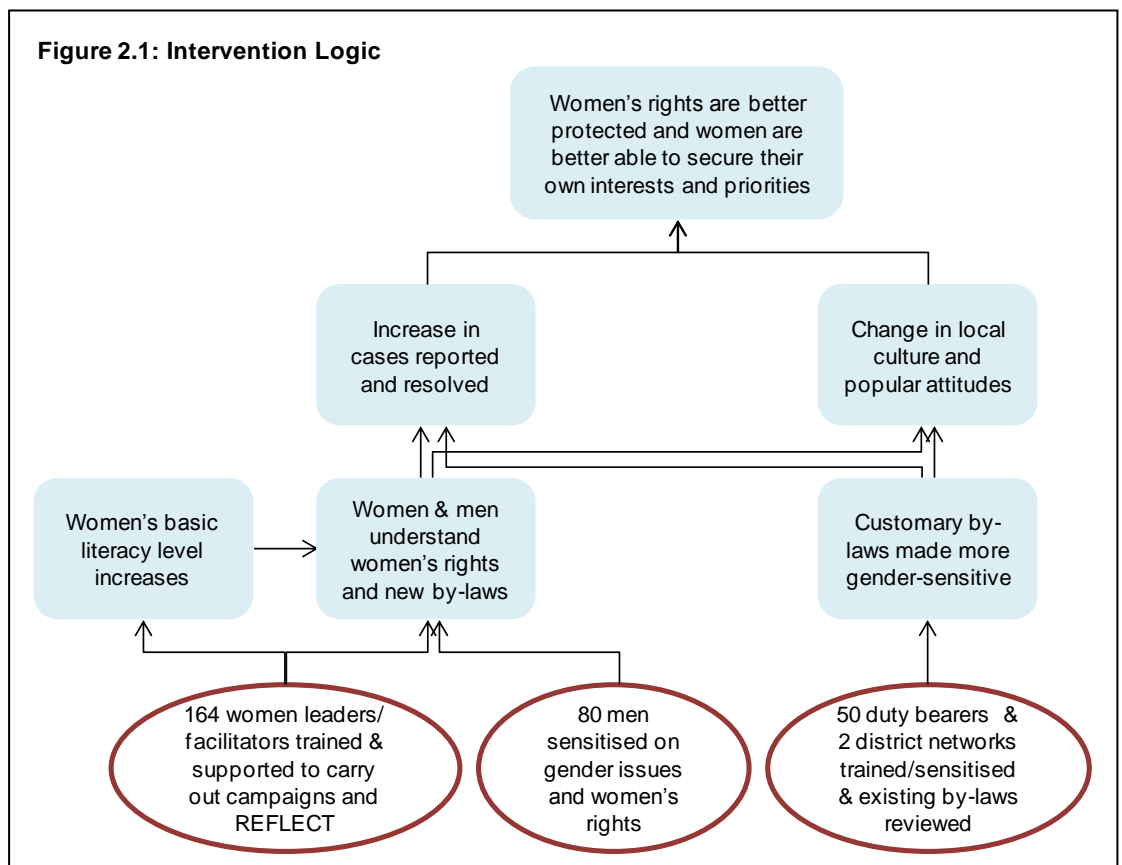 Figure 2.1: Intervention Logic
Women’s rights are better
protected and women are
better able to secure their
own interests and priorities
Increase in
cases reported
and resolved
Change in local
culture and
popular attitudes
Women’s basic
literacy level
increases
Women & men
understand
women’s rights
and new by-laws
Customary by-
laws made more
gender-sensitive
164 women leaders/
facilitators trained &
supported to carry
out campaigns and
REFLECT
80 men
sensitised on
gender issues
and women’s
rights
50 duty bearers &
2 district networks
trained/sensitised
& existing by-laws
reviewed